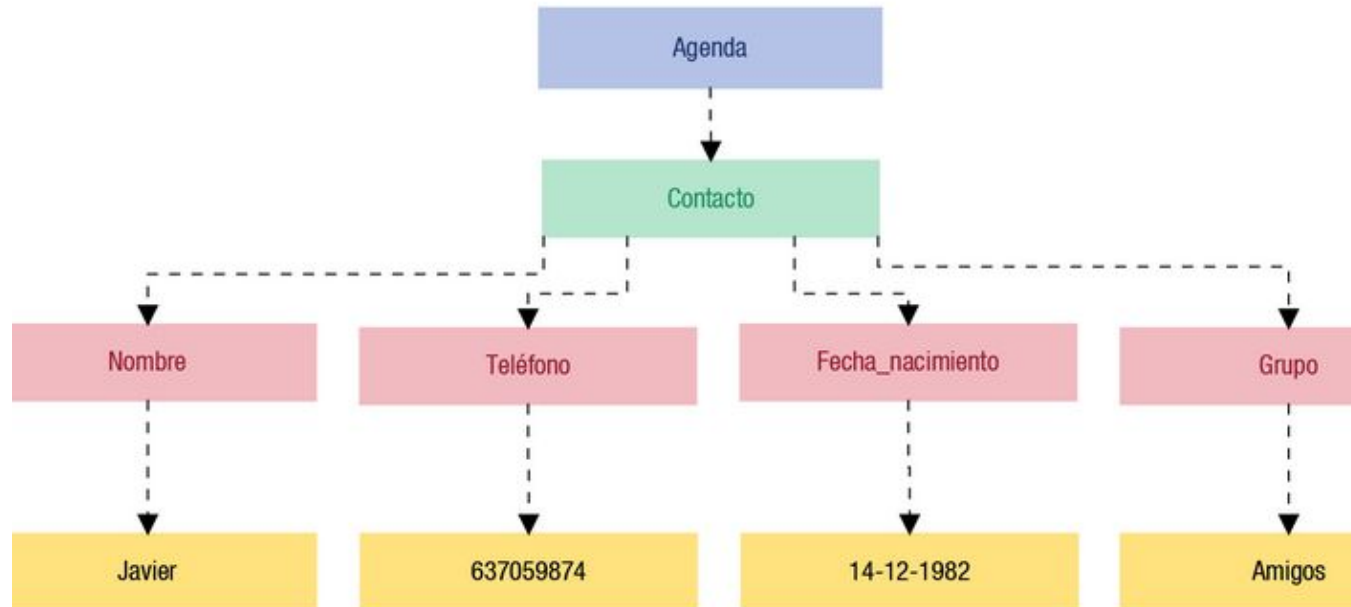 Agenda
Contacto
Nombre
Teléfono
Fecha_nacimiento
Grupo
Javier
637059874
14-12-1982
Amigos